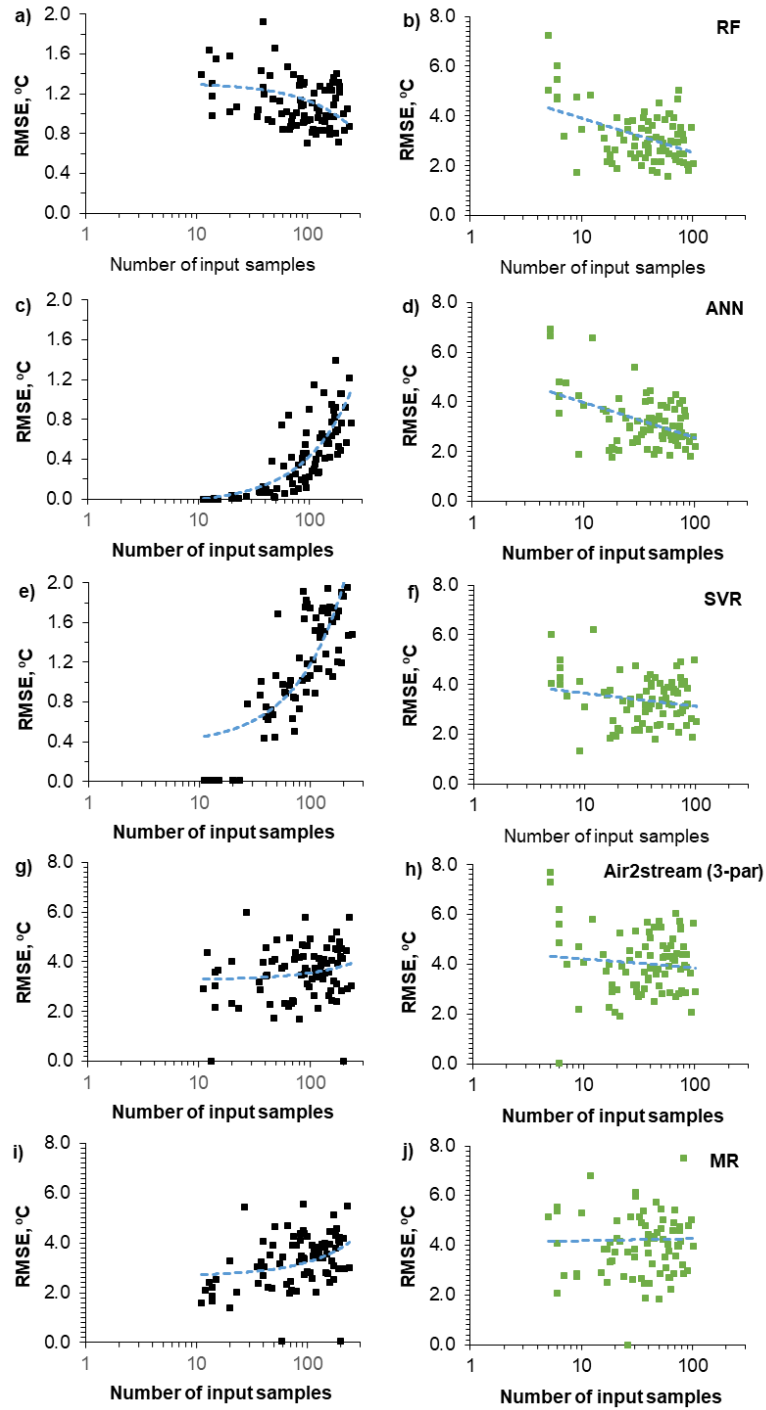 a)
RMSE, ºC
2.0
1.6
1.2
0.8
0.4
0.0
1
10
100
Number of input samples
b)
RF
RMSE, ºC
8.0
6.0
4.0
2.0
0.0
1
10
100
Number of input samples
c)
RMSE, ºC
2.0
1.6
1.2
0.8
0.4
0.0
1
10
100
Number of input samples
d)
ANN
RMSE, ºC
8.0
6.0
4.0
2.0
0.0
1
10
100
Number of input samples
e)
RMSE, ºC
2.0
1.6
1.2
0.8
0.4
0.0
1
10
100
Number of input samples
f)
SVR
RMSE, ºC
8.0
6.0
4.0
2.0
0.0
1
10
100
Number of input samples
g)
RMSE, ºC
8.0
6.0
4.0
2.0
0.0
1
10
100
Number of input samples
h)
Air2stream (3-par)
RMSE, ºC
8.0
6.0
4.0
2.0
0.0
1
10
100
Number of input samples
i)
RMSE, ºC
8.0
6.0
4.0
2.0
0.0
1
10
100
Number of input samples
j)
MR
RMSE, ºC
8.0
6.0
4.0
2.0
0.0
1
10
100
Number of input samples